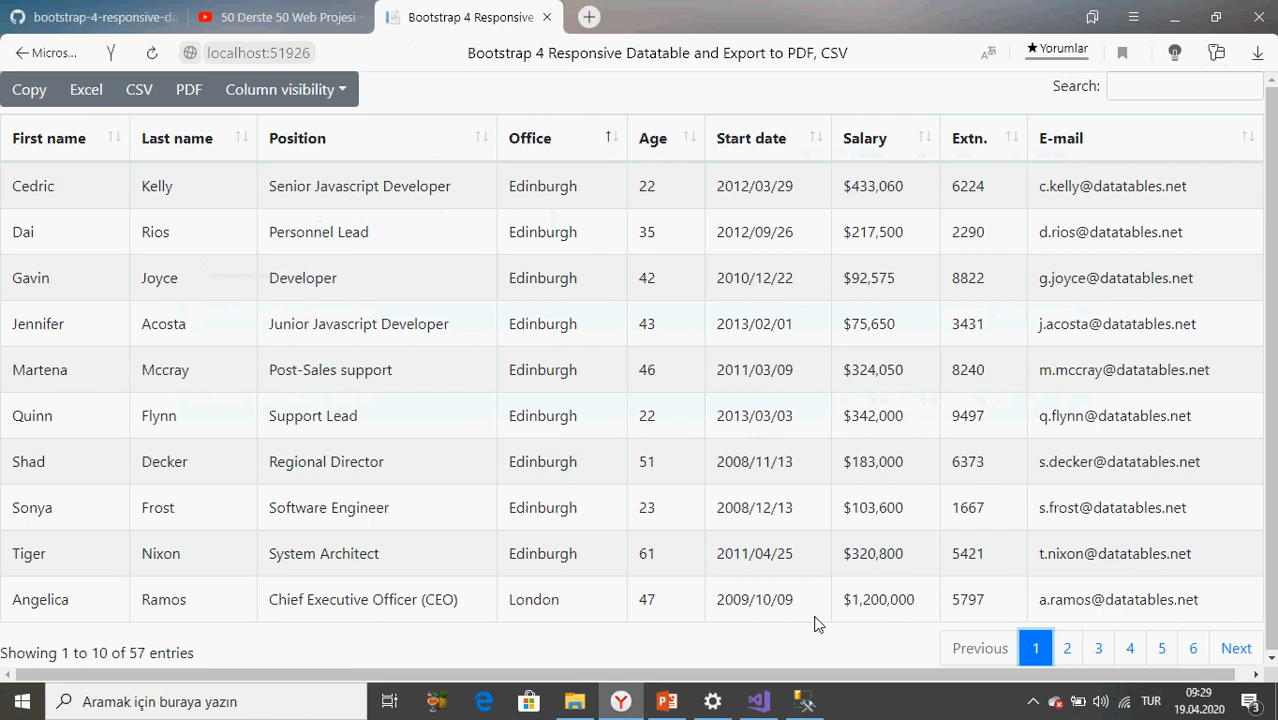 bootstrap-4-responsive-da
50 Derste 50 Web Projesi -
Bootstrap 4 Responsive
Micros...
localhost:51926
Bootstrap 4 Responsive Datatable and Export to PDF, CSV
Yorumlar
Copy Excel CSV PDF Column visibility
Search:
First name Last name Position Office Age Start date Salary Extn. E-mail
Cedric Kelly Senior Javascript Developer Edinburgh 22 2012/03/29 $433,060 6224 c.kelly@datatables.net
Dai Rios Personnel Lead Edinburgh 35 2012/09/26 $217,500 2290 d.rios@datatables.net
Gavin Joyce Developer Edinburgh 42 2010/12/22 $92,575 8822 g.joyce@datatables.net
Jennifer Acosta Junior Javascript Developer Edinburgh 43 2013/02/01 $75,650 3431 j.acosta@datatables.net
Martena Mccray Post-Sales support Edinburgh 46 2011/03/09 $324,050 8240 m.mccray@datatables.net
Quinn Flynn Support Lead Edinburgh 22 2013/03/03 $342,000 9497 q.flynn@datatables.net
Shad Decker Regional Director Edinburgh 51 2008/11/13 $183,000 6373 s.decker@datatables.net
Sonya Frost Software Engineer Edinburgh 23 2008/12/13 $103,600 1667 s.frost@datatables.net
Tiger Nixon System Architect Edinburgh 61 2011/04/25 $320,800 5421 t.nixon@datatables.net
Angelica Ramos Chief Executive Officer (CEO) London 47 2009/10/09 $1,200,000 5797 a.ramos@datatables.net
Showing 1 to 10 of 57 entries
Previous 1 2 3 4 5 6 Next
Aramak için buraya yazın
TUR
09:29
19.04.2020
3